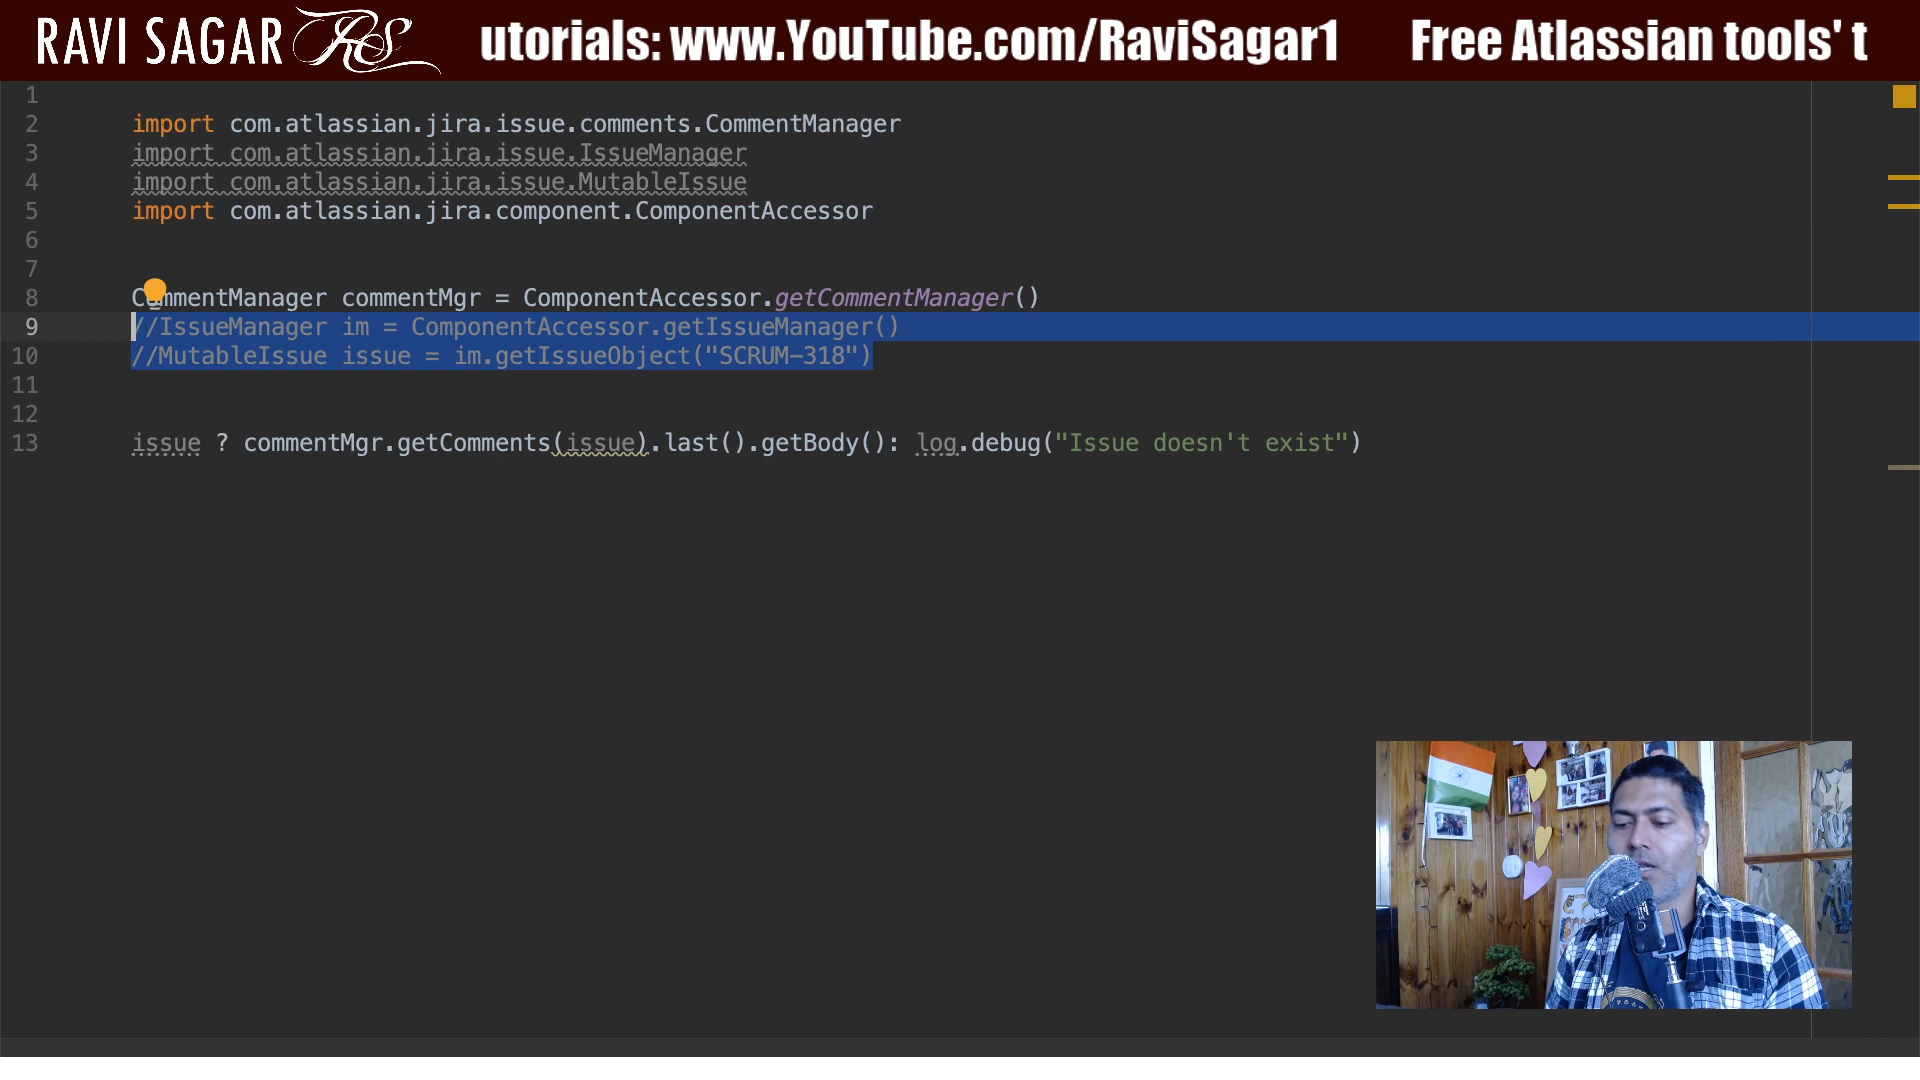 RAVI SAGAR RS utorials: www.YouTube.com/RaviSagar1 Free Atlassian tools' t
1
2 import com.atlassian.jira.issue.comments.CommentManager
3 import com.atlassian.jira.issue.IssueManager
4 import com.atlassian.jira.issue.MutableIssue
5 import com.atlassian.jira.component.ComponentAccessor
6
7
8 CommentManager commentMgr = ComponentAccessor.getCommentManager()
9 //IssueManager im = ComponentAccessor.getIssueManager()
10 //MutableIssue issue = im.getIssueObject("SCRUM-318")
11
12
13 issue ? commentMgr.getComments(issue).last().getBody(): log.debug("Issue doesn't exist")